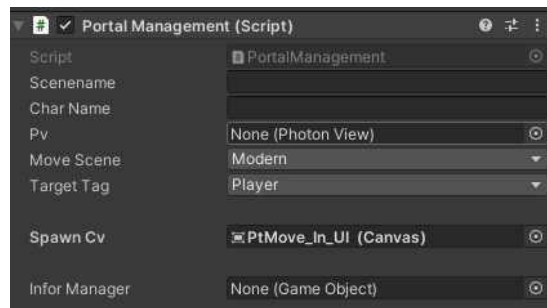 Portal Management (Script)
Script PortalManagement
Scenename
Char Name
Pv None (Photon View)
Move Scene Modern
Target Tag Player
Spawn Cv PtMove_In_UI (Canvas)
Infor Manager None (Game Object)